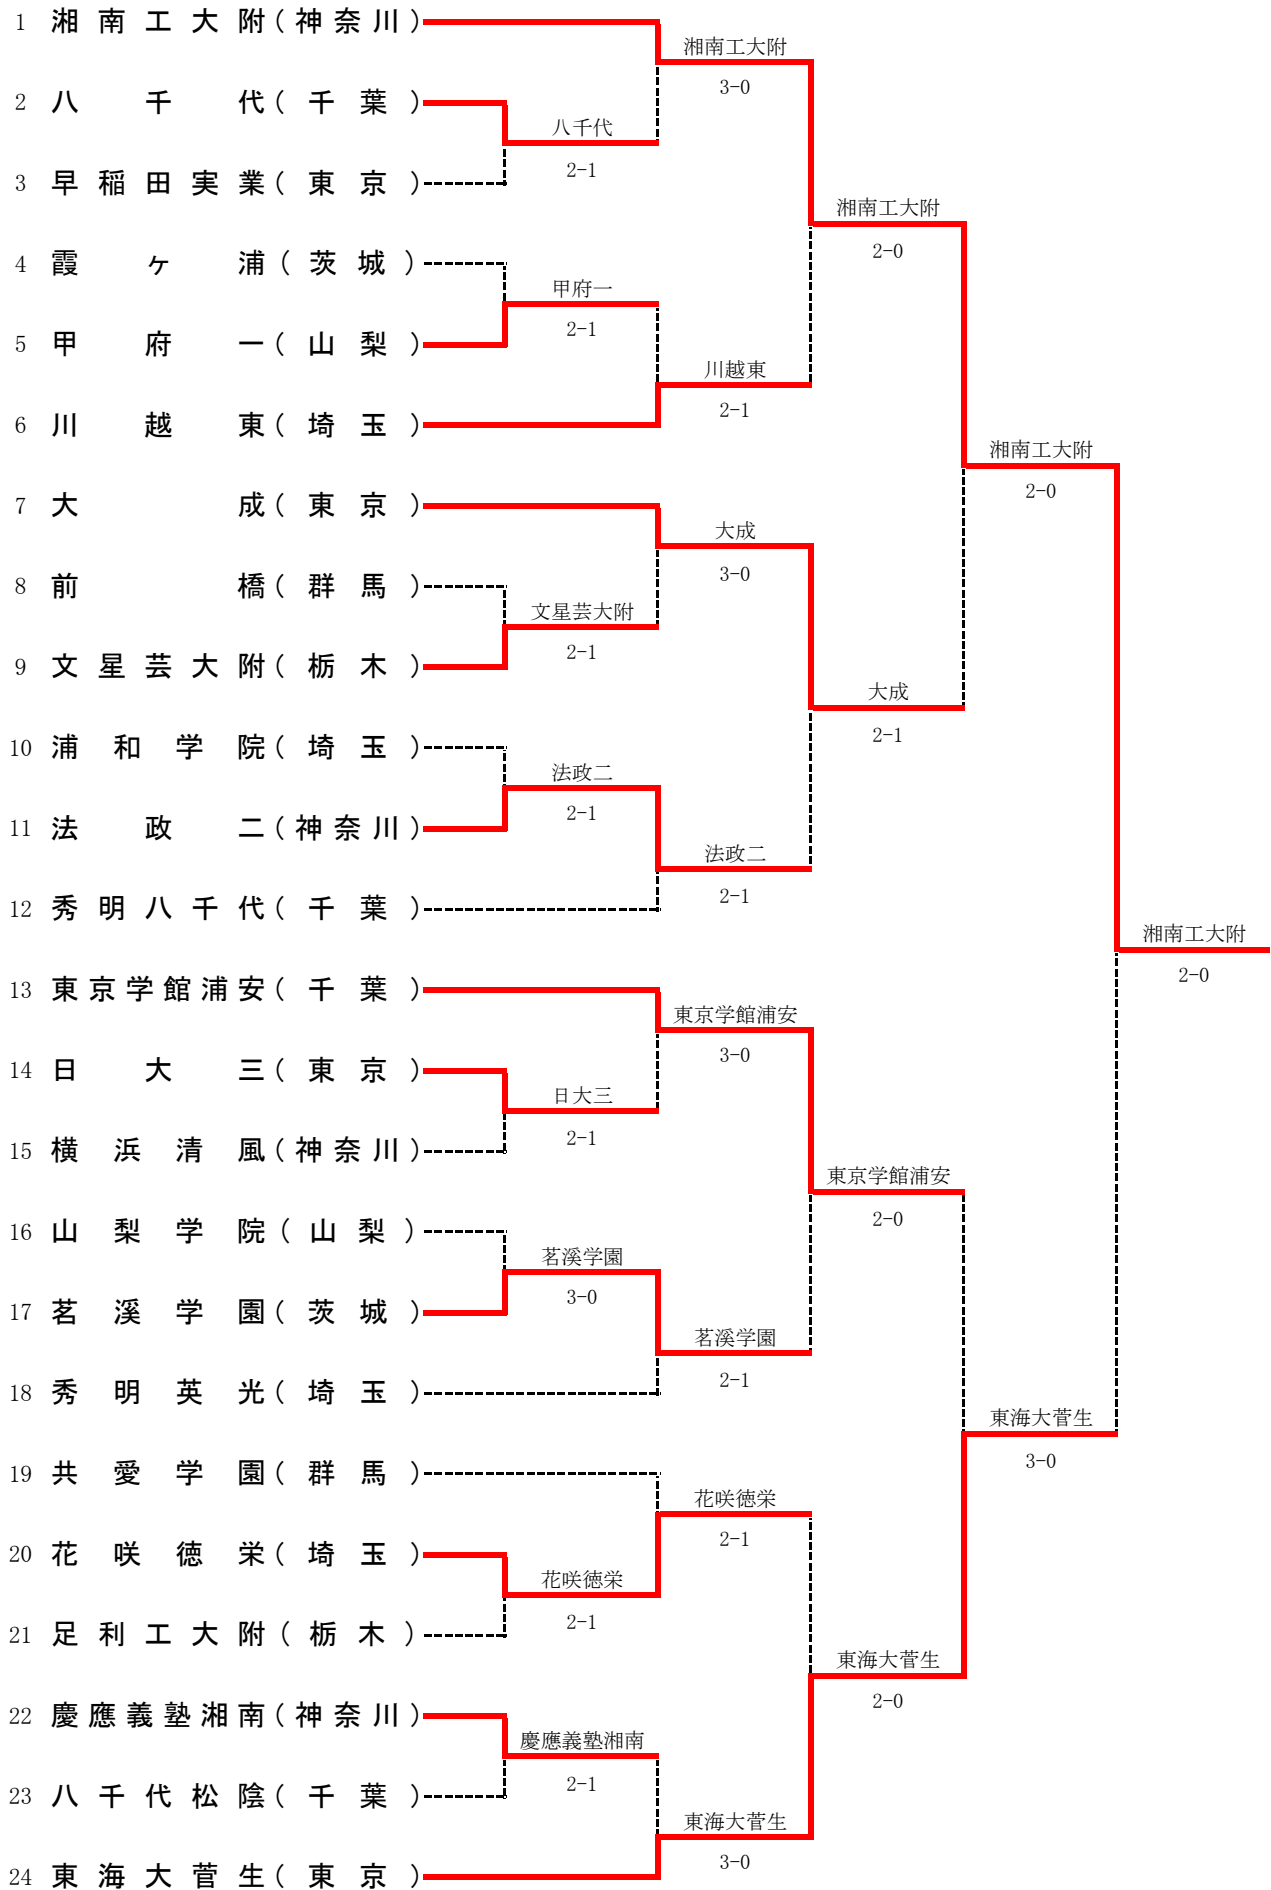 1 湘南工大附(神奈川)
湘南工大附
3-0
2 八千代(千葉)
八千代
2-1
3 早稲田実業(東京)
湘南工大附
2-0
4 霞ヶ浦(茨城)
甲府一
2-1
5 甲府一(山梨)
川越東
2-1
6 川越東(埼玉)
湘南工大附
2-0
7 大成(東京)
大成
3-0
8 前橋(群馬)
文星芸大附
2-1
9 文星芸大附(栃木)
大成
2-1
10 浦和学院(埼玉)
法政二
2-1
11 法政二(神奈川)
法政二
2-1
12 秀明八千代(千葉)
湘南工大附
2-0
13 東京学館浦安(千葉)
東京学館浦安
3-0
14 日大三(東京)
日大三
2-1
15 横浜清風(神奈川)
東京学館浦安
2-0
16 山梨学院(山梨)
茗溪学園
3-0
17 茗溪学園(茨城)
茗溪学園
2-1
18 秀明英光(埼玉)
東海大菅生
3-0
19 共愛学園(群馬)
花咲徳栄
2-1
20 花咲徳栄(埼玉)
花咲徳栄
2-1
21 足利工大附(栃木)
東海大菅生
2-0
22 慶應義塾湘南(神奈川)
慶應義塾湘南
2-1
23 八千代松陰(千葉)
東海大菅生
3-0
24 東海大菅生(東京)